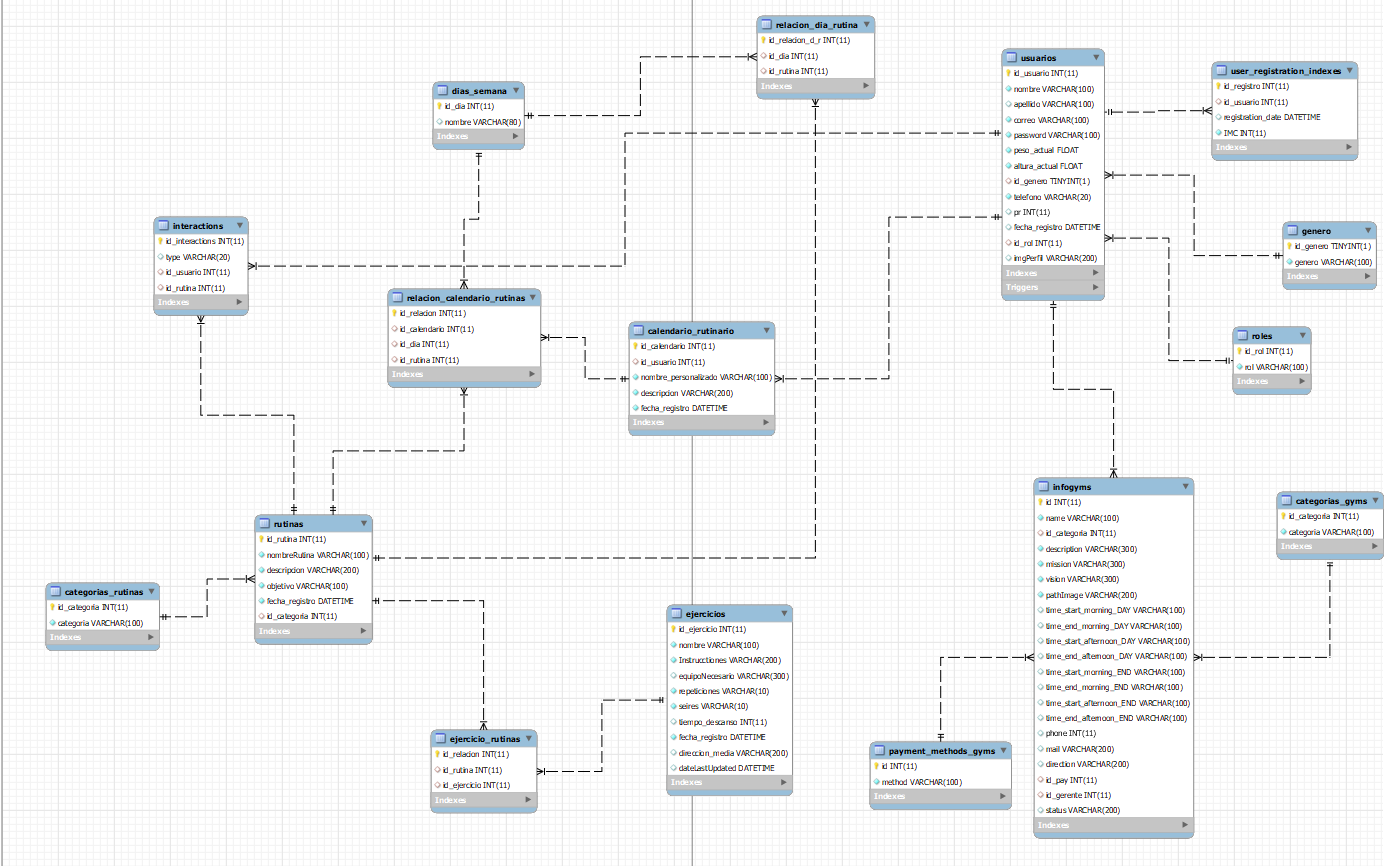 relacion_dia_rutina
id_relacion_d_r INT(11)
id_dia INT(11)
id_rutina INT(11)
Indexes
usuarios
id_usuario INT(11)
nombre VARCHAR(100)
apellido VARCHAR(100)
correo VARCHAR(100)
password VARCHAR(100)
peso_actual FLOAT
altura_actual FLOAT
id_genero TINYINT(1)
telefono VARCHAR(20)
pr INT(11)
fecha_registro DATETIME
id_rol INT(11)
imgPerfil VARCHAR(200)
Indexes
Triggers
user_registration_indexes
id_registro INT(11)
id_usuario INT(11)
registration_date DATETIME
IMC INT(11)
Indexes
dias_semana
id_dia INT(11)
nombre VARCHAR(80)
Indexes
interactions
id_interactions INT(11)
type VARCHAR(20)
id_usuario INT(11)
id_rutina INT(11)
Indexes
genero
id_genero TINYINT(1)
genero VARCHAR(100)
Indexes
relacion_calendario_rutinas
id_relacion INT(11)
id_calendario INT(11)
id_dia INT(11)
id_rutina INT(11)
Indexes
calendario_rutinario
id_calendario INT(11)
id_usuario INT(11)
nombre_personalizado VARCHAR(100)
descripcion VARCHAR(200)
fecha_registro DATETIME
Indexes
roles
id_rol INT(11)
rol VARCHAR(100)
Indexes
rutinas
id_rutina INT(11)
nombreRutina VARCHAR(100)
descripcion VARCHAR(200)
objetivo VARCHAR(100)
fecha_registro DATETIME
id_categoria INT(11)
Indexes
infogyms
id INT(11)
name VARCHAR(100)
id_categoria INT(11)
description VARCHAR(300)
mission VARCHAR(300)
vision VARCHAR(300)
pathImage VARCHAR(200)
time_start_morning_DAY VARCHAR(100)
time_end_morning_DAY VARCHAR(100)
time_start_afternoon_DAY VARCHAR(100)
time_end_afternoon_DAY VARCHAR(100)
time_start_morning_END VARCHAR(100)
time_end_morning_END VARCHAR(100)
time_start_afternoon_END VARCHAR(100)
time_end_afternoon_END VARCHAR(100)
phone INT(11)
mail VARCHAR(200)
direction VARCHAR(200)
id_pay INT(11)
id_gerente INT(11)
status VARCHAR(200)
Indexes
categorias_gyms
id_categoria INT(11)
categoria VARCHAR(100)
Indexes
categorias_rutinas
id_categoria INT(11)
categoria VARCHAR(100)
Indexes
ejercicios
id_ejercicio INT(11)
nombre VARCHAR(100)
Instrucctiones VARCHAR(200)
equipoNecesario VARCHAR(300)
repeticiones VARCHAR(10)
seires VARCHAR(10)
tiempo_descanso INT(11)
fecha_registro DATETIME
direccion_media VARCHAR(200)
dateLastUpdated DATETIME
Indexes
ejercicio_rutinas
id_relacion INT(11)
id_rutina INT(11)
id_ejercicio INT(11)
Indexes
payment_methods_gyms
id INT(11)
method VARCHAR(100)
Indexes